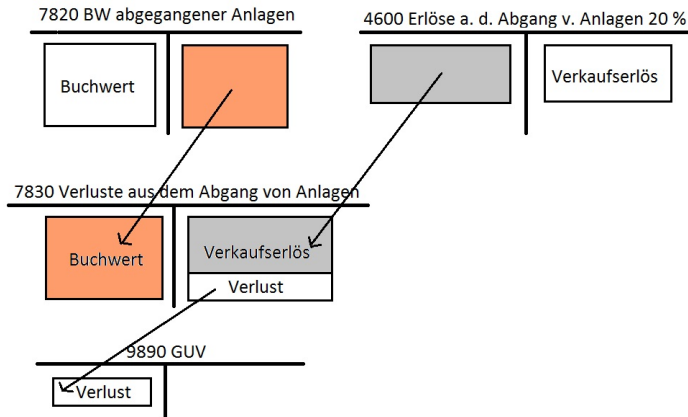 7820 BW abgegangener Anlagen
4600 Erlöse a. d. Abgang v. Anlagen 20 %
Buchwert
Verkaufserlös
7830 Verluste aus dem Abgang von Anlagen
Buchwert
Verkaufserlös
Verlust
9890 GUV
Verlust